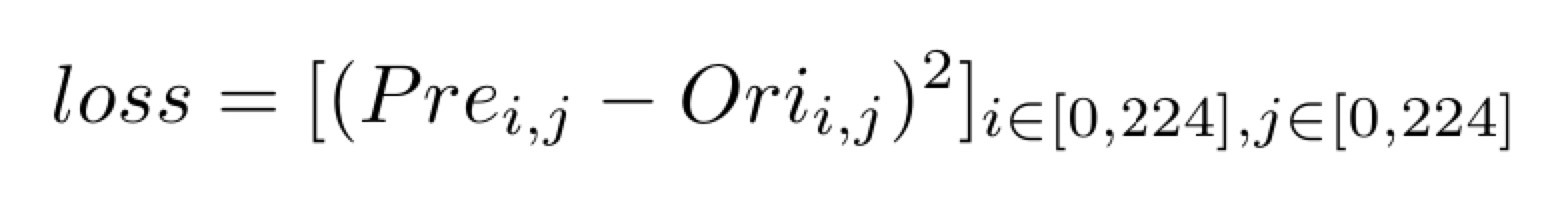 loss = [(Pre_{i,j} − Ori_{i,j})^2]_{i∈[0,224],j∈[0,224]}